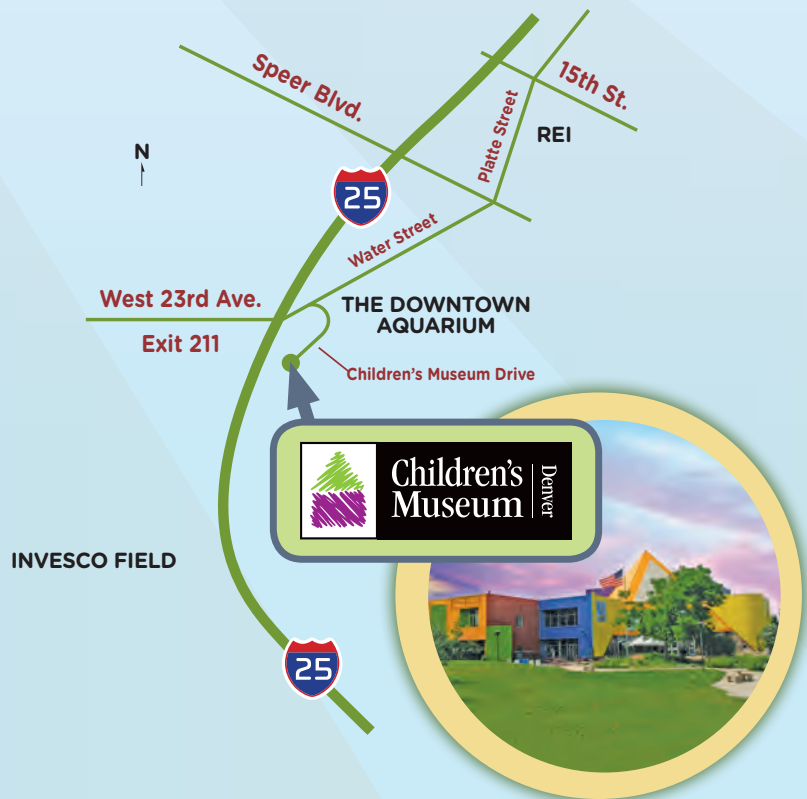 Speer Blvd.
15th St.
N
Platte Street
REI
25
Water Street
West 23rd Ave.
Exit 211
THE DOWNTOWN
AQUARIUM
Children's Museum Drive
Children's
Museum
Denver
INVESCO FIELD
25